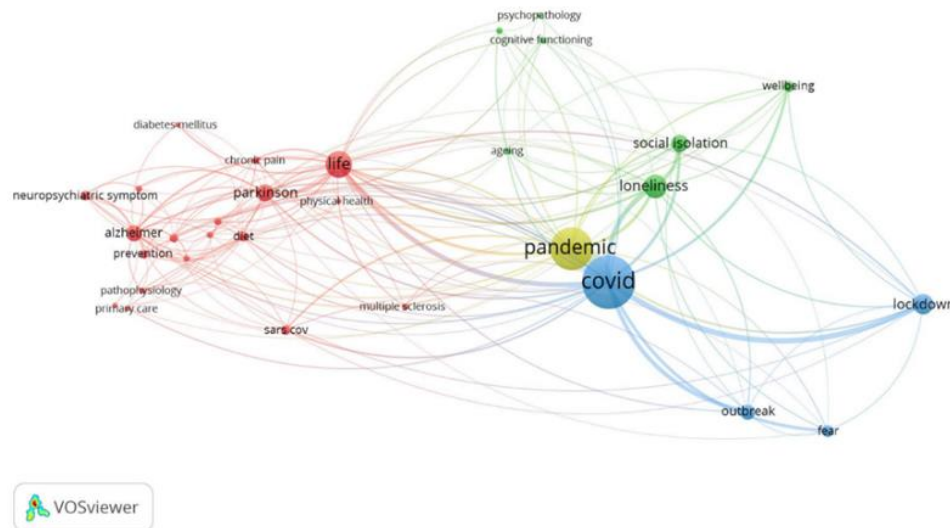 psychopathology
cognitive functioning
wellbeing
diabetes mellitus
social isolation
ageing
chronic pain
life
loneliness
neuropsychiatric symptom
parkinson
physical health
alzheimer
diet
pandemic
prevention
covid
pathophysiology
primary care
multiple sclerosis
lockdown
sars cov
outbreak
fear
VOSviewer